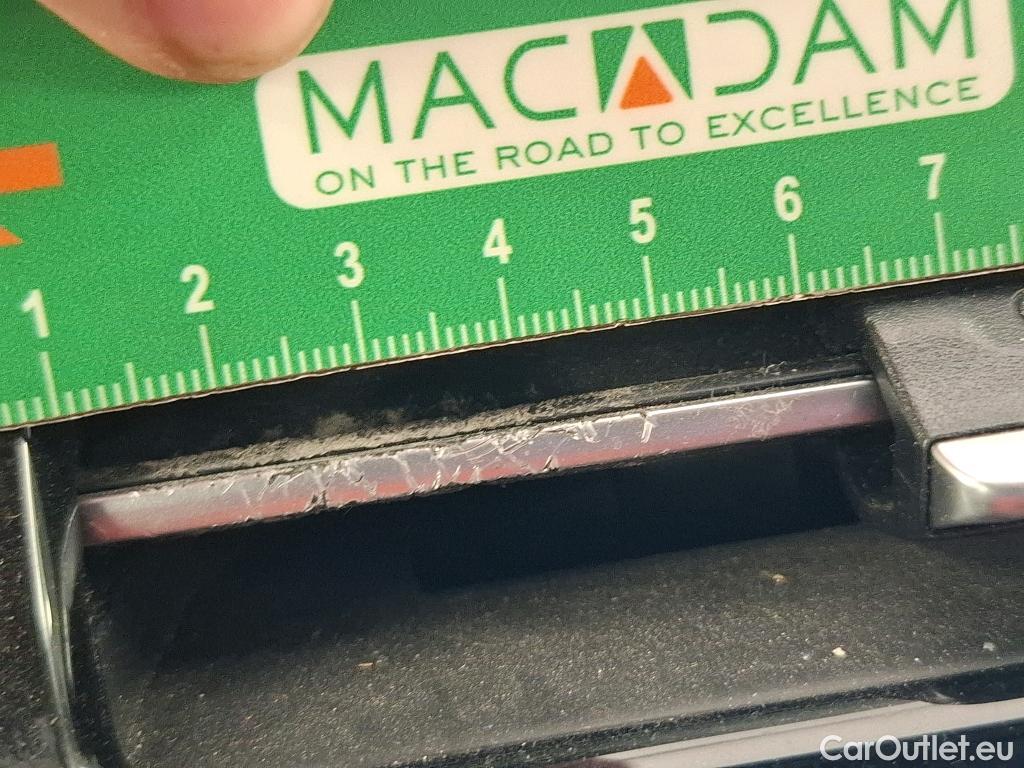 MACADAM
ON THE ROAD TO EXCELLENCE
1 2 3 4 5 6 7
CarOutlet.eu